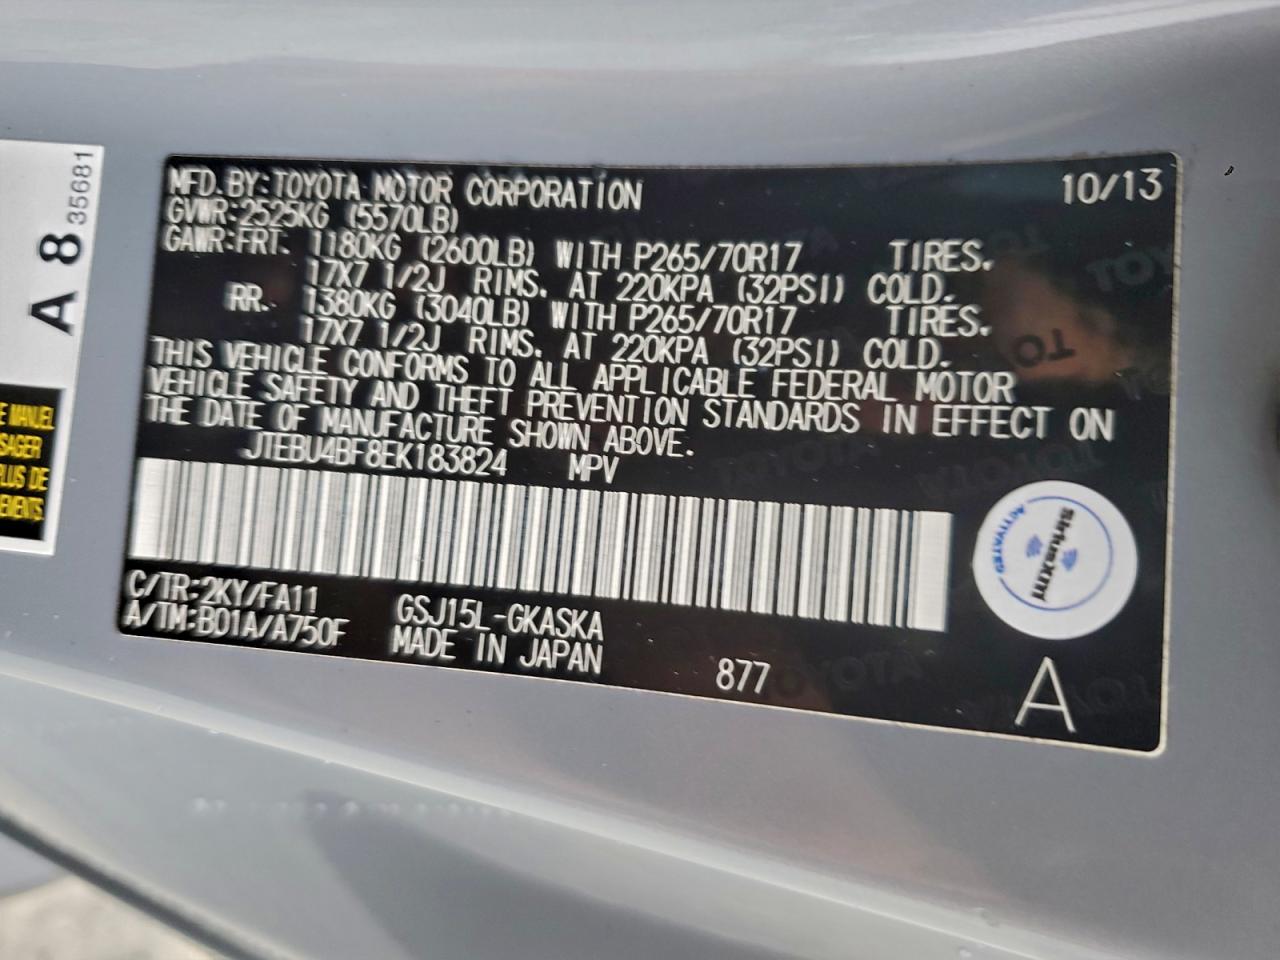 MFD. BY: TOYOTA MOTOR CORPORATION 10/13
GVWR: 2525KG (5570LB)
GAWR: FRT. 1180KG (2600LB) WITH P265/70R17 TIRES.
17X7 1/2J RIMS. AT 220KPA (32PSI) COLD.
RR. 1380KG (3040LB) WITH P265/70R17 TIRES.
17X7 1/2J RIMS. AT 220KPA (32PSI) COLD.
THIS VEHICLE CONFORMS TO ALL APPLICABLE FEDERAL MOTOR
VEHICLE SAFETY AND THEFT PREVENTION STANDARDS IN EFFECT ON
THE DATE OF MANUFACTURE SHOWN ABOVE.
JTEBU4BF8EK183824 MPV
C/TR: 2KY/FA11 GSJ15L-GKASKA
A/TM: B01A/A750F MADE IN JAPAN 877
A
siriusxm
ACTIVATED
A 8 35681
MANUEL
PLUS DE